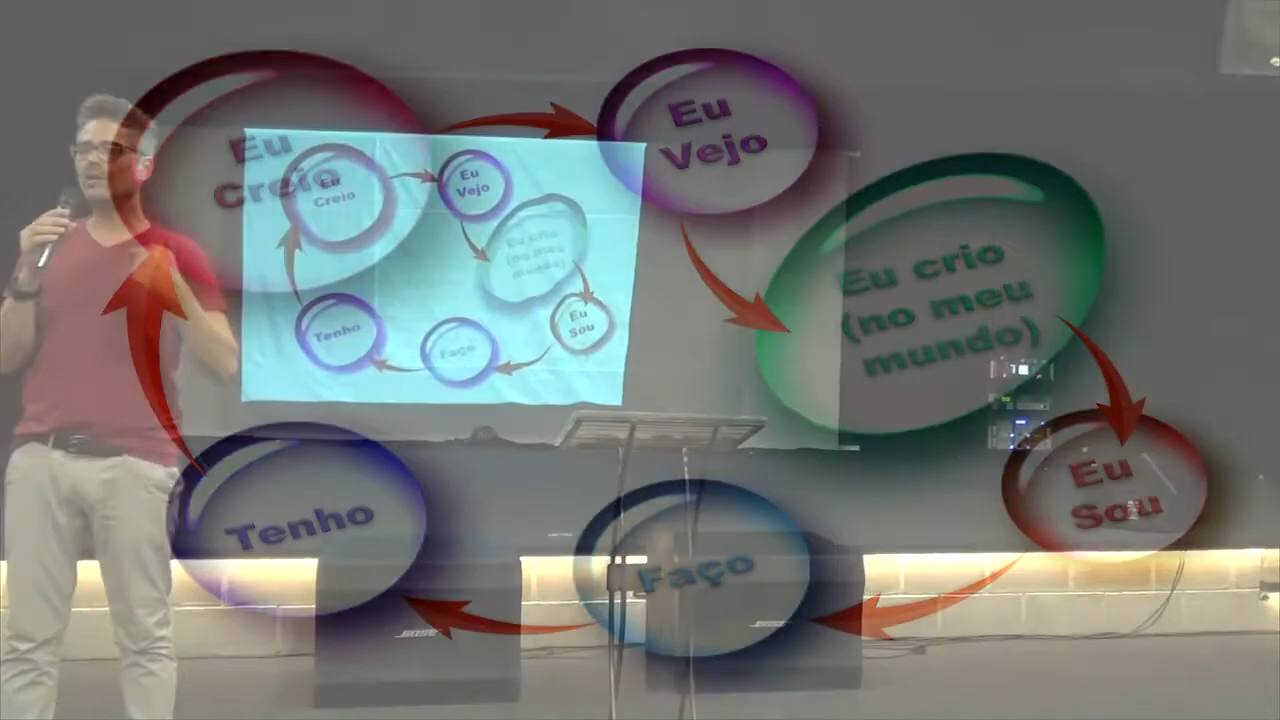 Eu
Creio
Eu
Vejo
Eu crio
(no meu
mundo)
Eu
Sou
Faço
Tenho
Eu
Creio
Eu
Vejo
Eu crio
(no meu
mundo)
Eu
Sou
Faço
Tenho
BOSE
BOSE